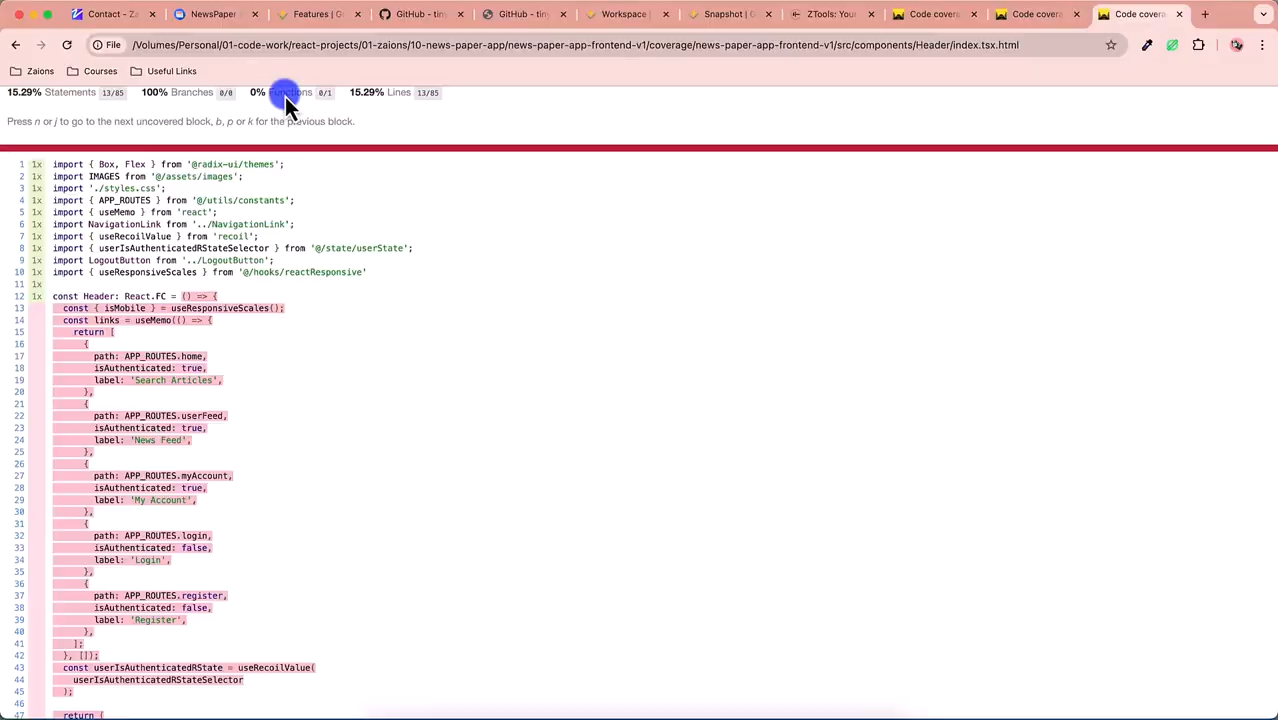 Contact – Z
NewsPaper
Features | G
GitHub - tiny
GitHub - tin
Workspace |
Snapshot | G
ZTools: Your
Code covera
Code covera
Code covera
File /Volumes/Personal/01-code-work/react-projects/01-zaions/10-news-paper-app/news-paper-app-frontend-v1/coverage/news-paper-app-frontend-v1/src/components/Header/index.tsx.html
Zaions Courses Useful Links
15.29% Statements 13/85 100% Branches 0/0 0% Functions 0/1 15.29% Lines 13/85
Press n or j to go to the next uncovered block, b, p or k for the previous block.
1 1x import { Box, Flex } from '@radix-ui/themes';
2 1x import IMAGES from '@/assets/images';
3 1x import './styles.css';
4 1x import { APP_ROUTES } from '@/utils/constants';
5 1x import { useMemo } from 'react';
6 1x import NavigationLink from '../NavigationLink';
7 1x import { useRecoilValue } from 'recoil';
8 1x import { userIsAuthenticatedRStateSelector } from '@/state/userState';
9 1x import LogoutButton from '../LogoutButton';
10 1x import { useResponsiveScales } from '@/hooks/reactResponsive'
11 1x
12 1x const Header: React.FC = () => {
13 const { isMobile } = useResponsiveScales();
14 const links = useMemo(() => {
15 return [
16 {
17 path: APP_ROUTES.home,
18 isAuthenticated: true,
19 label: 'Search Articles',
20 },
21 {
22 path: APP_ROUTES.userFeed,
23 isAuthenticated: true,
24 label: 'News Feed',
25 },
26 {
27 path: APP_ROUTES.myAccount,
28 isAuthenticated: true,
29 label: 'My Account',
30 },
31 {
32 path: APP_ROUTES.login,
33 isAuthenticated: false,
34 label: 'Login',
35 },
36 {
37 path: APP_ROUTES.register,
38 isAuthenticated: false,
39 label: 'Register',
40 },
41 ];
42 }, []);
43 const userIsAuthenticatedRState = useRecoilValue(
44 userIsAuthenticatedRStateSelector
45 );
46
47 return (